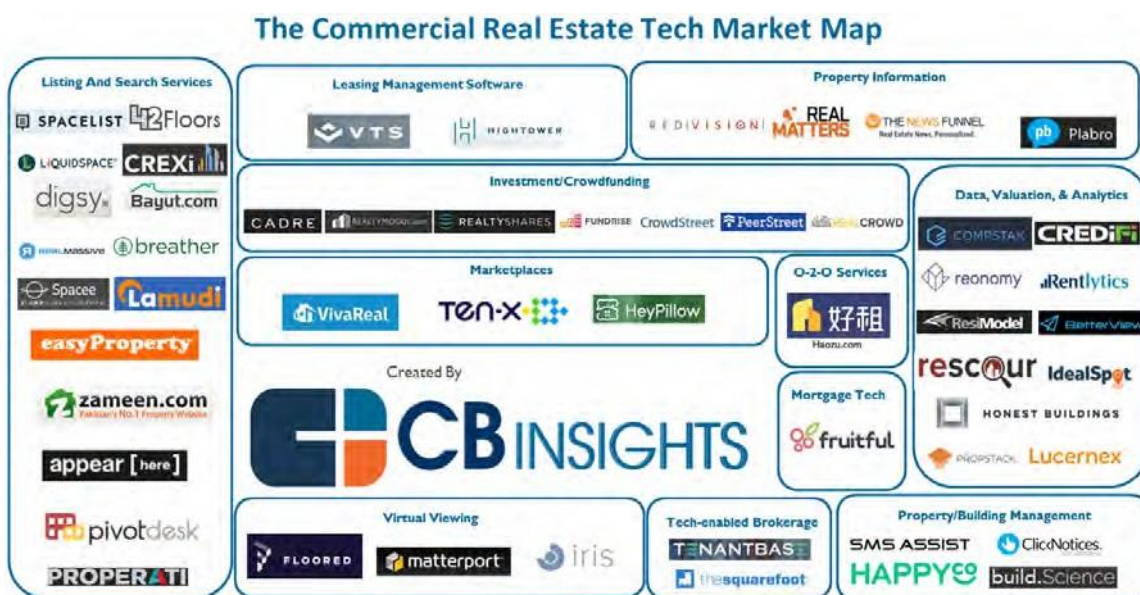 The Commercial Real Estate Tech Market Map
Listing And Search Services
SPACELIST 42Floors
LIQUIDSPACE CREXi
digsy Bayut.com
REALMASSIVE breather
Spacee Lamudi
easyProperty
zameen.com
Pakistan's No.1 Property Website
appear [here]
pivotdesk
PROPERATI
Leasing Management Software
VTS HIGHTOWER
Property Information
REDIVISION REAL MATTERS THE NEWS FUNNEL
Real Estate News, Personalized.
pb Plabro
Investment/Crowdfunding
CADRE REALTYMOGUL.com REALTYSHARES FUNDRISE CrowdStreet PeerStreet REALCROWD
Marketplaces
VivaReal TEN-X HeyPillow
O-2-O Services
好租
Haozu.com
Data, Valuation, & Analytics
COMPSTAK CREDiFi
reonomy Rentlytics
ResiModel BetterView
rescour IdealSpot
HONEST BUILDINGS
PROPSTACK Lucernex
Created By
CB INSIGHTS
Mortgage Tech
fruitful
Virtual Viewing
FLOORED matterport iris
Tech-enabled Brokerage
TENANTBASE
thesquarefoot
Property/Building Management
SMS ASSIST ClickNotices
HAPPYCO build.Science